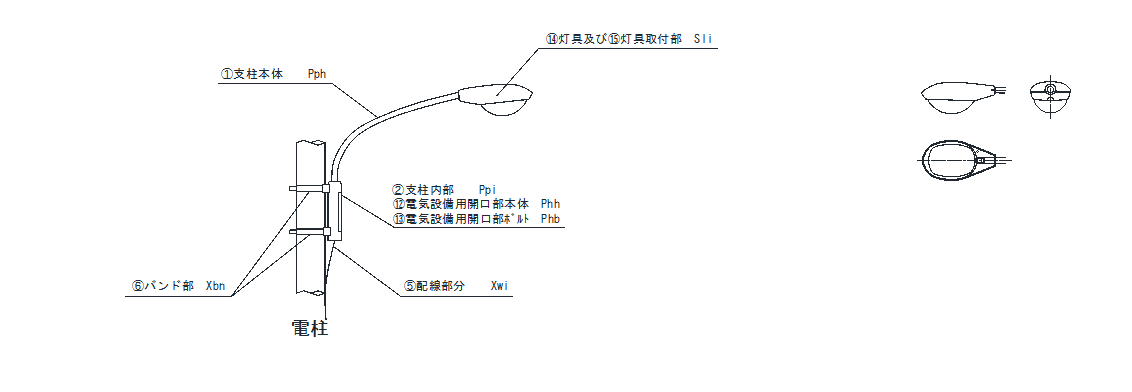 ⑭灯具及び⑮灯具取付部 Sli
①支柱本体 Pph
②支柱内部 Ppi
⑫電気設備用開口部本体 Phh
⑬電気設備用開口部ﾎﾞﾙﾄ Phb
⑥バンド部 Xbn
⑤配線部分 Xwi
電柱